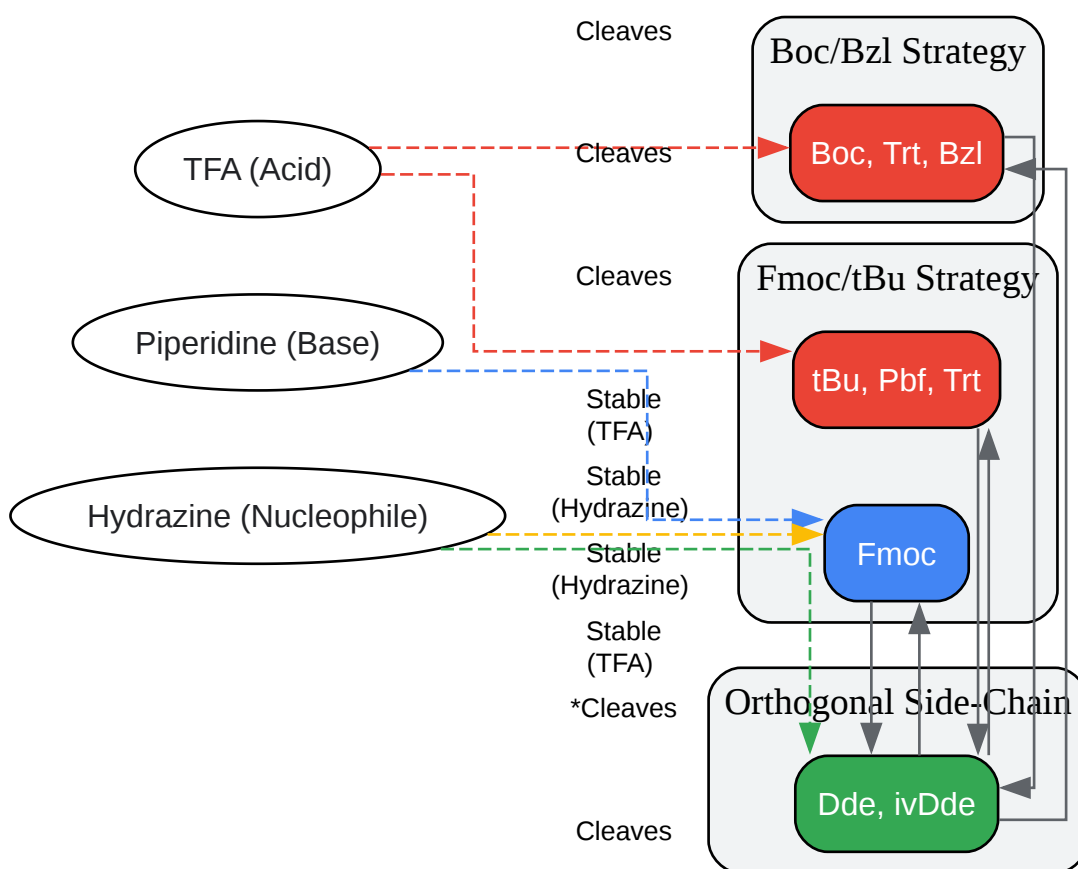 Cleaves
Boc/Bzl Strategy
TFA (Acid)
Cleaves
Boc, Trt, Bzl
Cleaves
Fmoc/tBu Strategy
Piperidine (Base)
tBu, Pbf, Trt
Stable
(TFA)
Stable
(Hydrazine)
Hydrazine (Nucleophile)
Fmoc
Stable
(Hydrazine)
Stable
(TFA)
*Cleaves
Orthogonal Side-Chain
Dde, ivDde
Cleaves